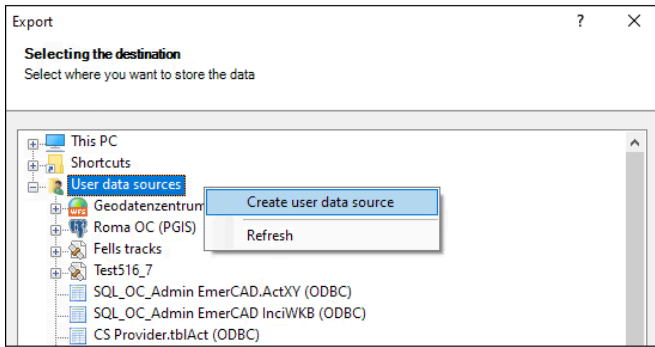 Export
Selecting the destination
Select where you want to store the data
This PC
Shortcuts
User data sources
Geodatenzentrum
Create user data source
Roma OC (PGIS)
Refresh
Fells tracks
Test516_7
SQL_OC_Admin EmerCAD.ActXY (ODBC)
SQL_OC_Admin EmerCAD InciWKB (ODBC)
CS Provider.tblAct (ODBC)